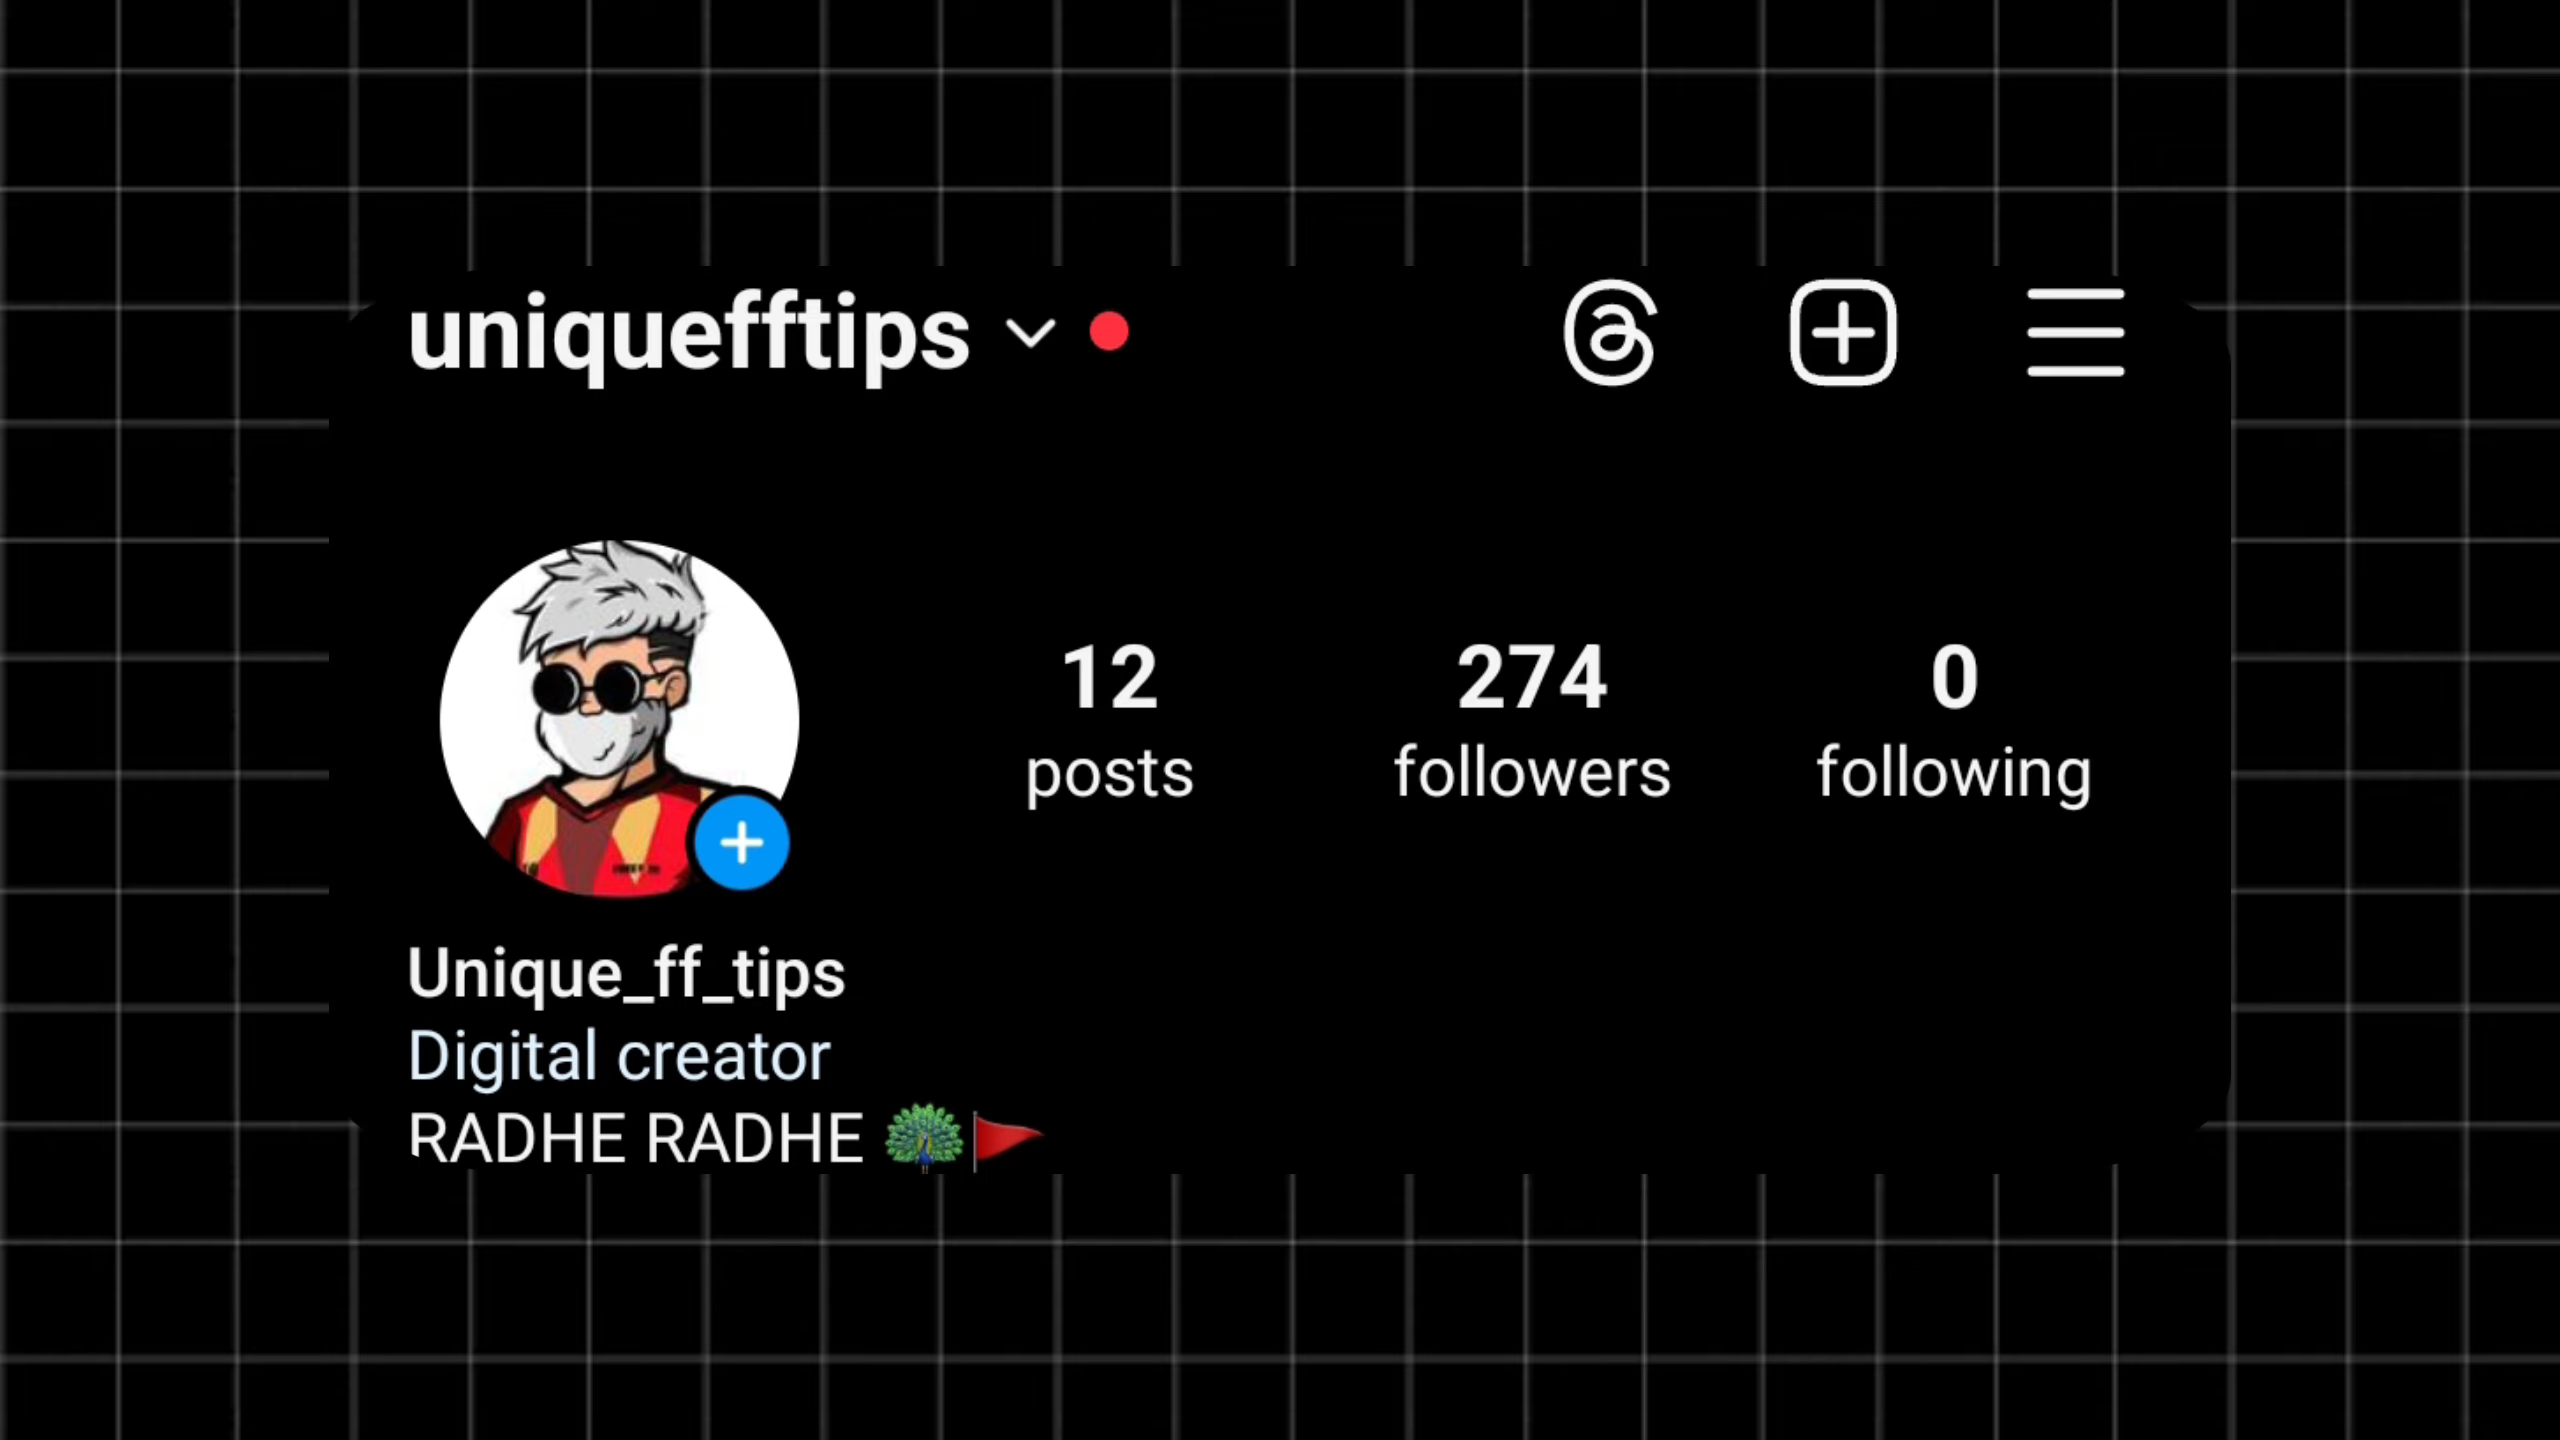 uniquefftips
12 274 0
posts followers following
Unique_ff_tips
Digital creator
RADHE RADHE 🦚🚩